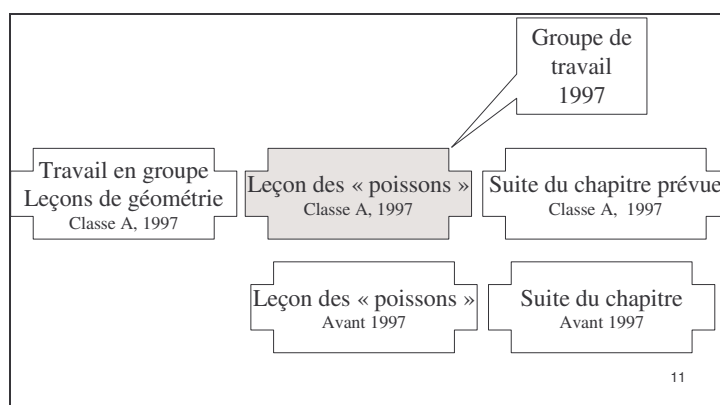 Groupe de
travail
1997
Travail en groupe
Leçons de géométrie
Classe A, 1997
Leçon des « poissons »
Classe A, 1997
Suite du chapitre prévue
Classe A, 1997
Leçon des « poissons »
Avant 1997
Suite du chapitre
Avant 1997
11